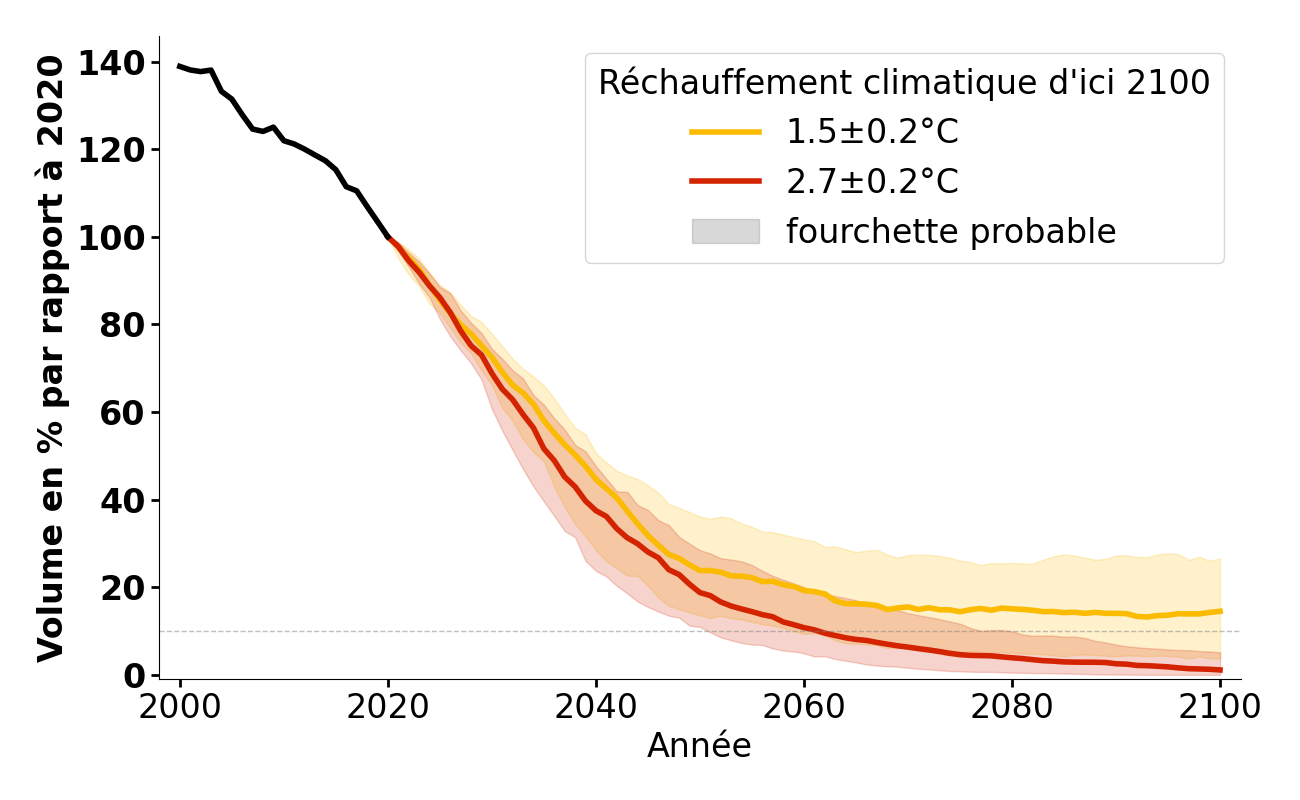 Volume en % par rapport à 2020
140
120
100
80
60
40
20
0
Réchauffement climatique d'ici 2100
1.5±0.2°C
2.7±0.2°C
fourchette probable
2000 2020 2040 2060 2080 2100
Année